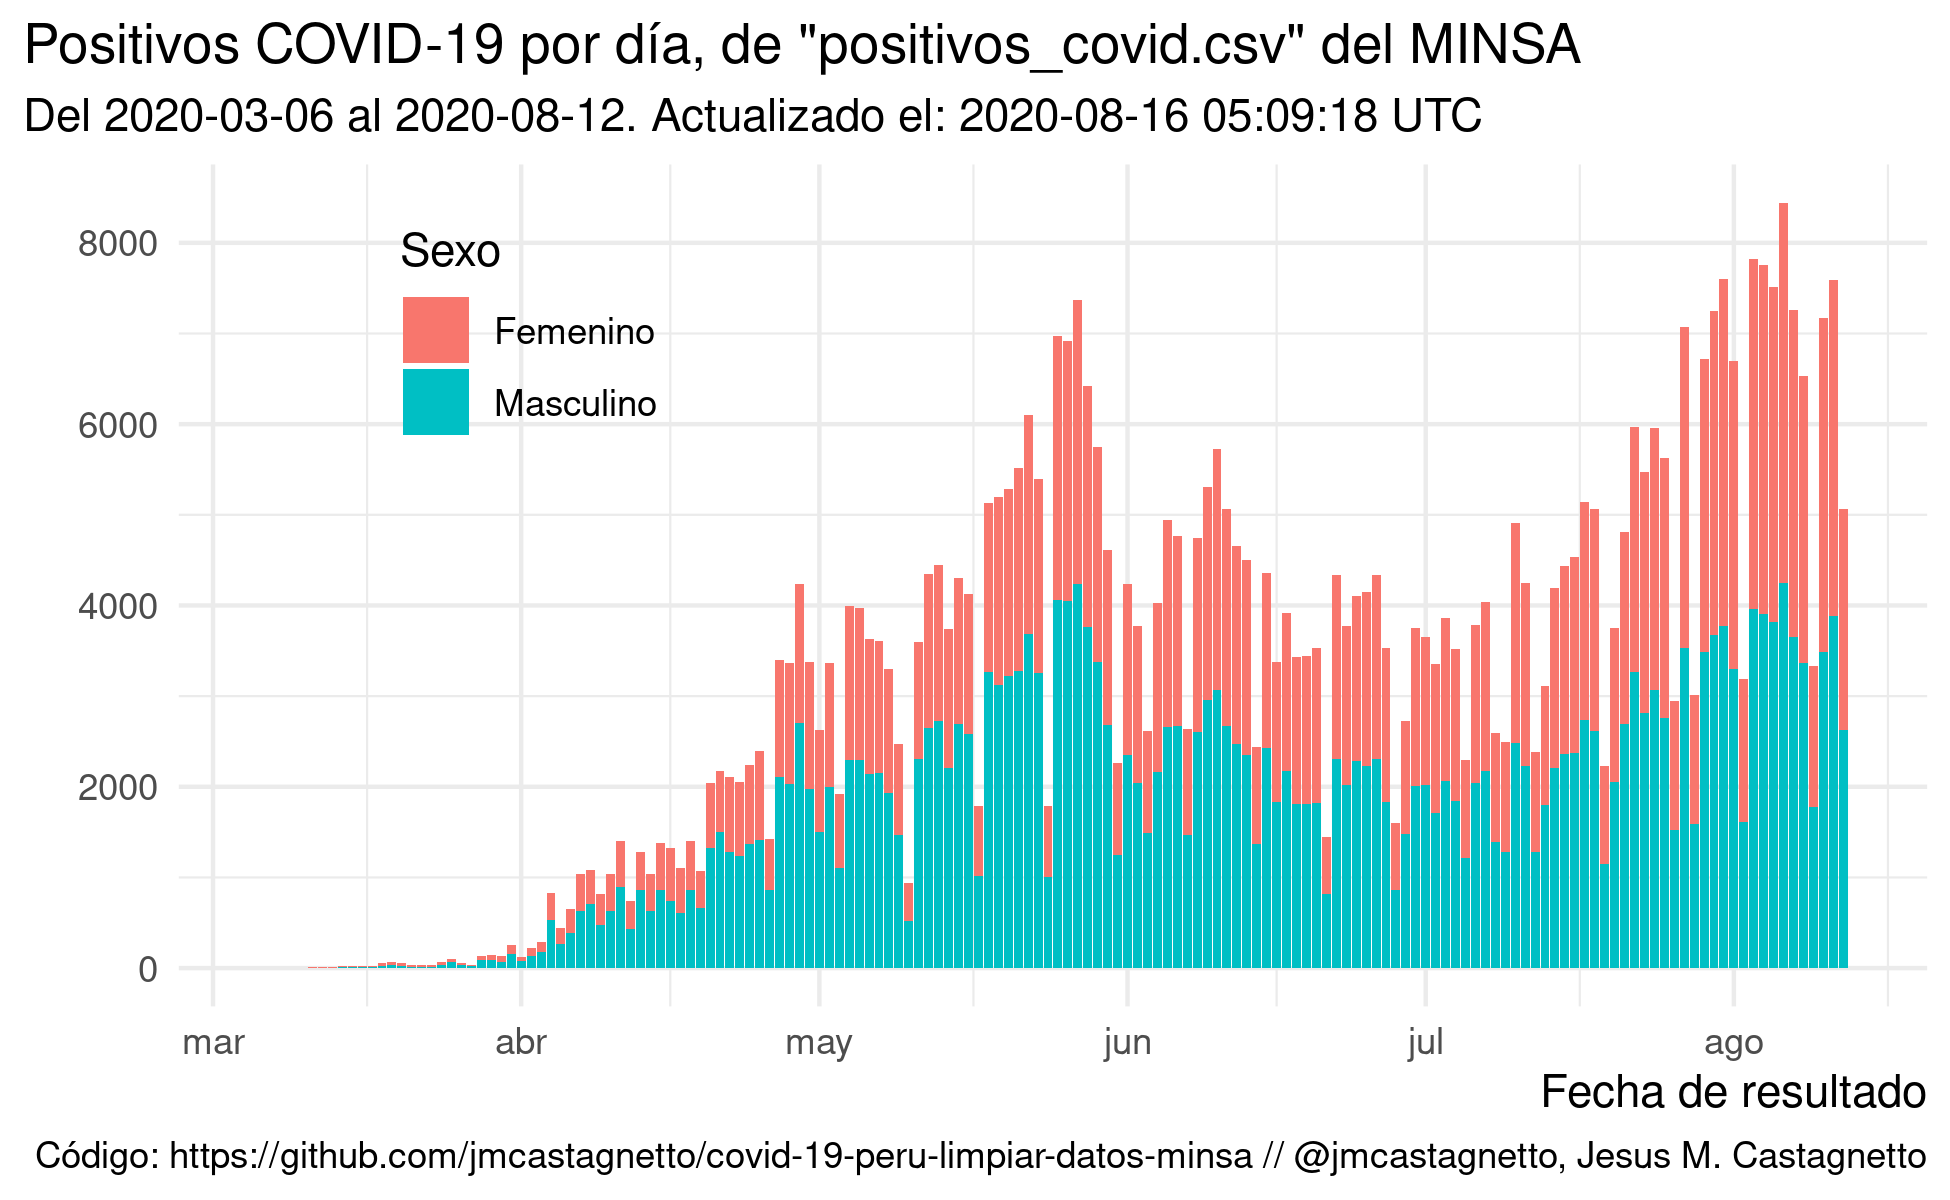 Positivos COVID-19 por día, de "positivos_covid.csv" del MINSA
Del 2020-03-06 al 2020-08-12. Actualizado el: 2020-08-16 05:09:18 UTC
Sexo
Femenino
Masculino
8000
6000
4000
2000
0
mar abr may jun jul ago
Fecha de resultado
Código: https://github.com/jmcastagnetto/covid-19-peru-limpiar-datos-minsa // @jmcastagnetto, Jesus M. Castagnetto